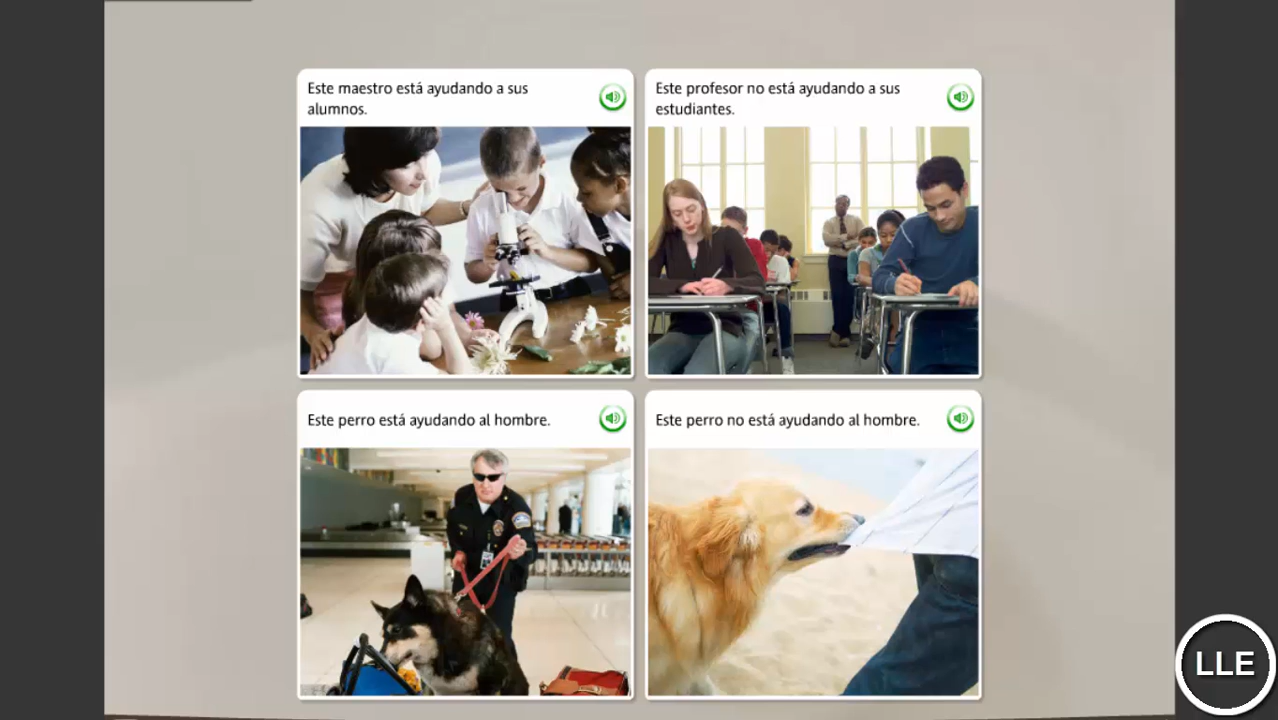 Este maestro está ayudando a sus
alumnos.
Este profesor no está ayudando a sus
estudiantes.
Este perro está ayudando al hombre.
Este perro no está ayudando al hombre.
LLE